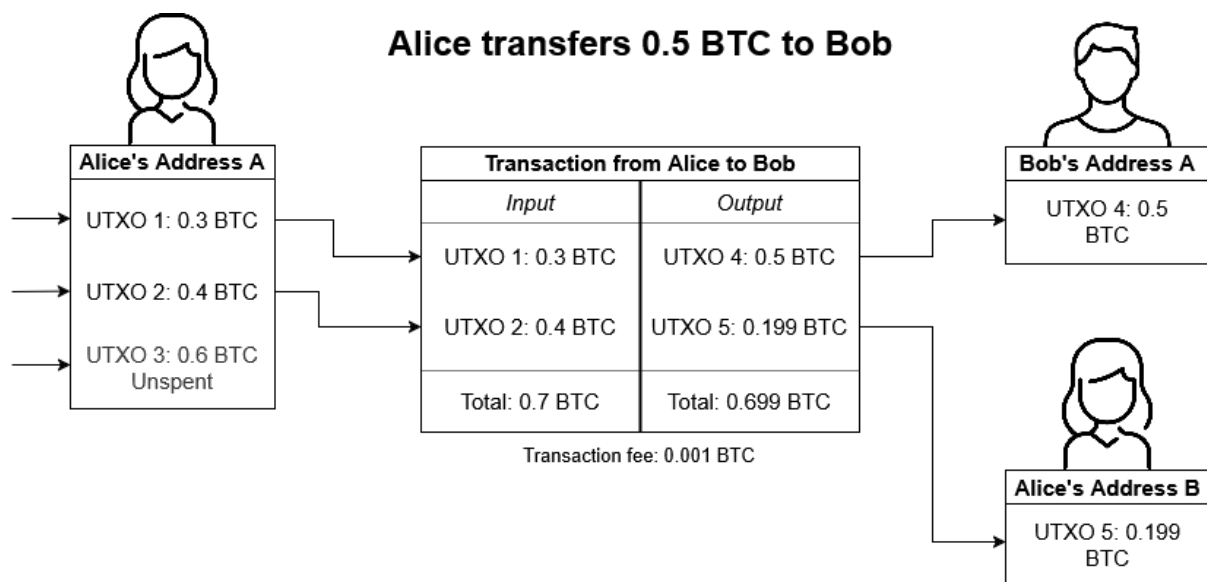 Alice transfers 0.5 BTC to Bob
Alice's Address A
UTXO 1: 0.3 BTC
UTXO 2: 0.4 BTC
UTXO 3: 0.6 BTC
Unspent
Transaction from Alice to Bob
Input
Output
UTXO 1: 0.3 BTC
UTXO 4: 0.5 BTC
UTXO 2: 0.4 BTC
UTXO 5: 0.199 BTC
Total: 0.7 BTC
Total: 0.699 BTC
Transaction fee: 0.001 BTC
Bob's Address A
UTXO 4: 0.5
BTC
Alice's Address B
UTXO 5: 0.199
BTC